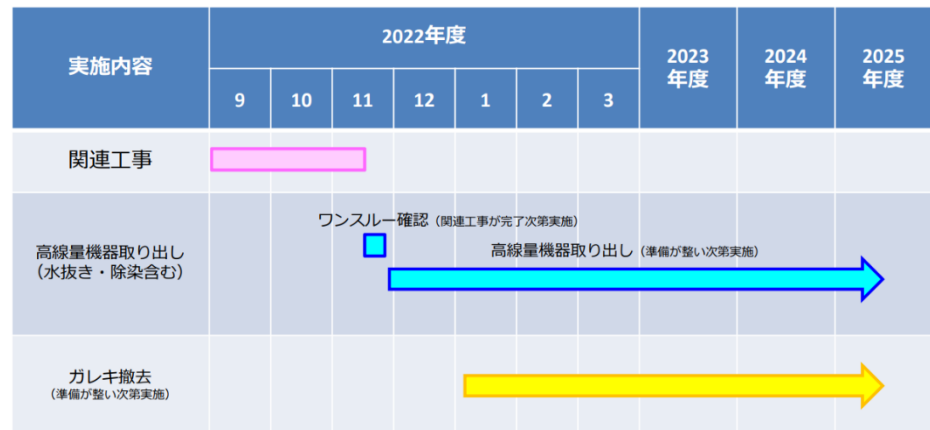 実施内容
2022年度
2023
年度
2024
年度
2025
年度
9 10 11 12 1 2 3
関連工事
高線量機器取り出し
(水抜き・除染含む)
ワンスルー確認(関連工事が完了次第実施)
高線量機器取り出し(準備が整い次第実施)
ガレキ撤去
(準備が整い次第実施)